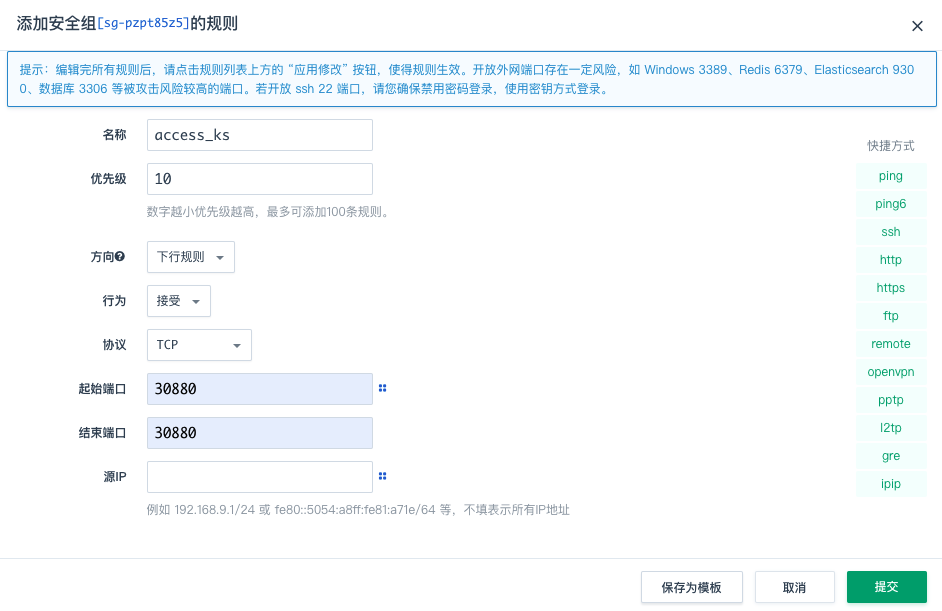 添加安全组[sg-pzpt85z5]的规则
提示：编辑完所有规则后，请点击规则列表上方的“应用修改”按钮，使得规则生效。开放外网端口存在一定风险，如 Windows 3389、Redis 6379、Elasticsearch 930
0、数据库 3306 等被攻击风险较高的端口。若开放 ssh 22 端口，请您确保禁用密码登录，使用密钥方式登录。
名称 access_ks
优先级 10
数字越小优先级越高，最多可添加100条规则。
方向 下行规则
行为 接受
协议 TCP
起始端口 30880
结束端口 30880
源IP
例如 192.168.9.1/24 或 fe80::5054:a8ff:fe81:a71e/64 等，不填表示所有IP地址
快捷方式
ping
ping6
ssh
http
https
ftp
remote
openvpn
pptp
l2tp
gre
ipip
保存为模板 取消 提交